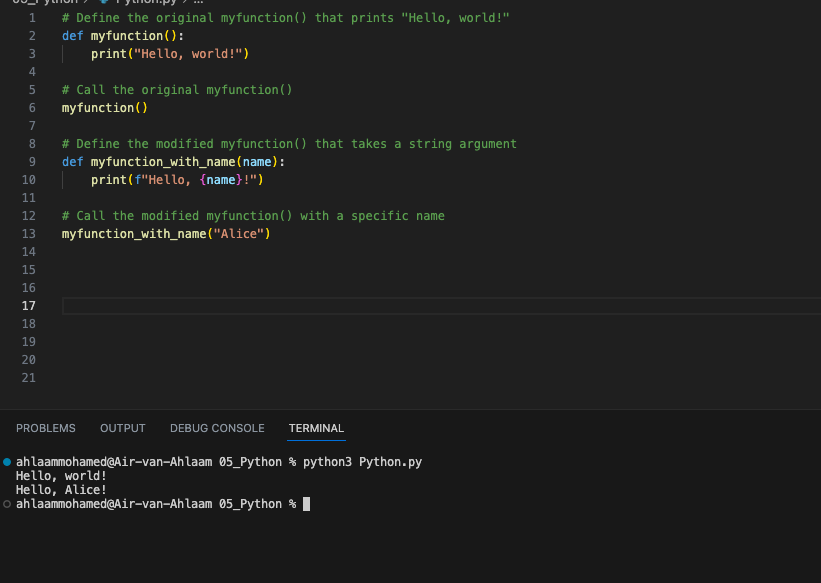 05_Python > Python.py > ...
1 # Define the original myfunction() that prints "Hello, world!"
2 def myfunction():
3     print("Hello, world!")
4
5 # Call the original myfunction()
6 myfunction()
7
8 # Define the modified myfunction() that takes a string argument
9 def myfunction_with_name(name):
10     print(f"Hello, {name}!")
11
12 # Call the modified myfunction() with a specific name
13 myfunction_with_name("Alice")
14
15
16
17
18
19
20
21
PROBLEMS OUTPUT DEBUG CONSOLE TERMINAL
ahlaammohamed@Air-van-Ahlaam 05_Python % python3 Python.py
Hello, world!
Hello, Alice!
ahlaammohamed@Air-van-Ahlaam 05_Python %